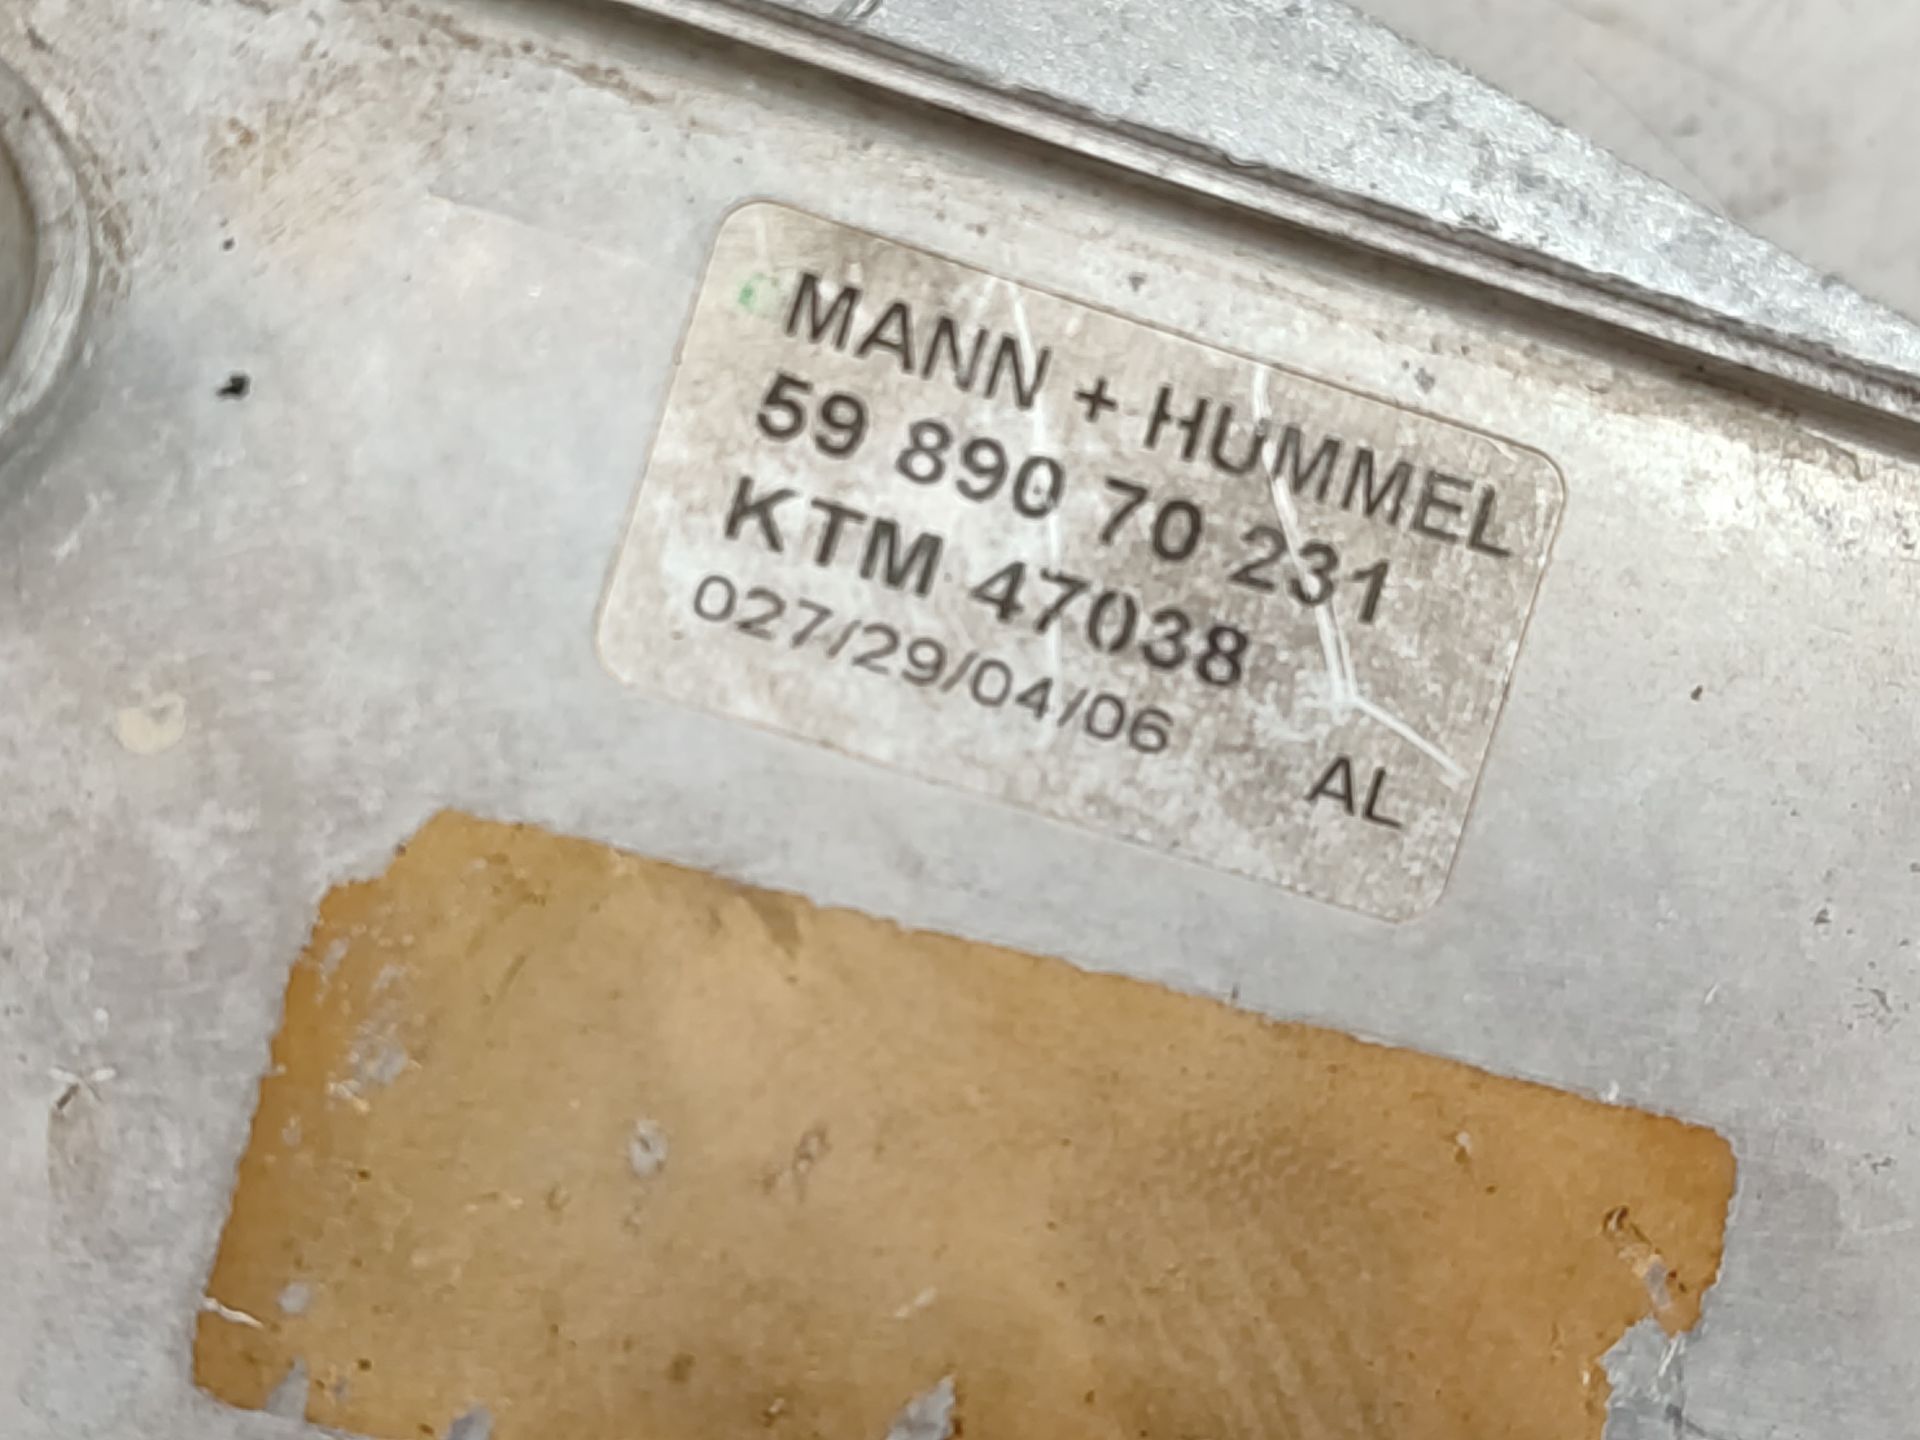 MANN + HUMMEL
59 890 70 231
KTM 47038
027/29/04/06
AL